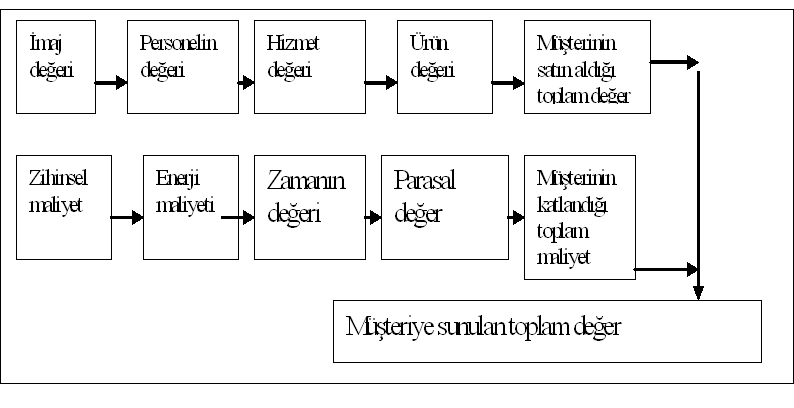 İmaj
değeri
Personelin
değeri
Hizmet
değeri
Ürün
değeri
Müşterinin
satın aldığı
toplam değer
Zihinsel
maliyet
Enerji
maliyeti
Zamanın
değeri
Parasal
değer
Müşterinin
katlandığı
toplam
maliyet
Müşteriye sunulan toplam değer